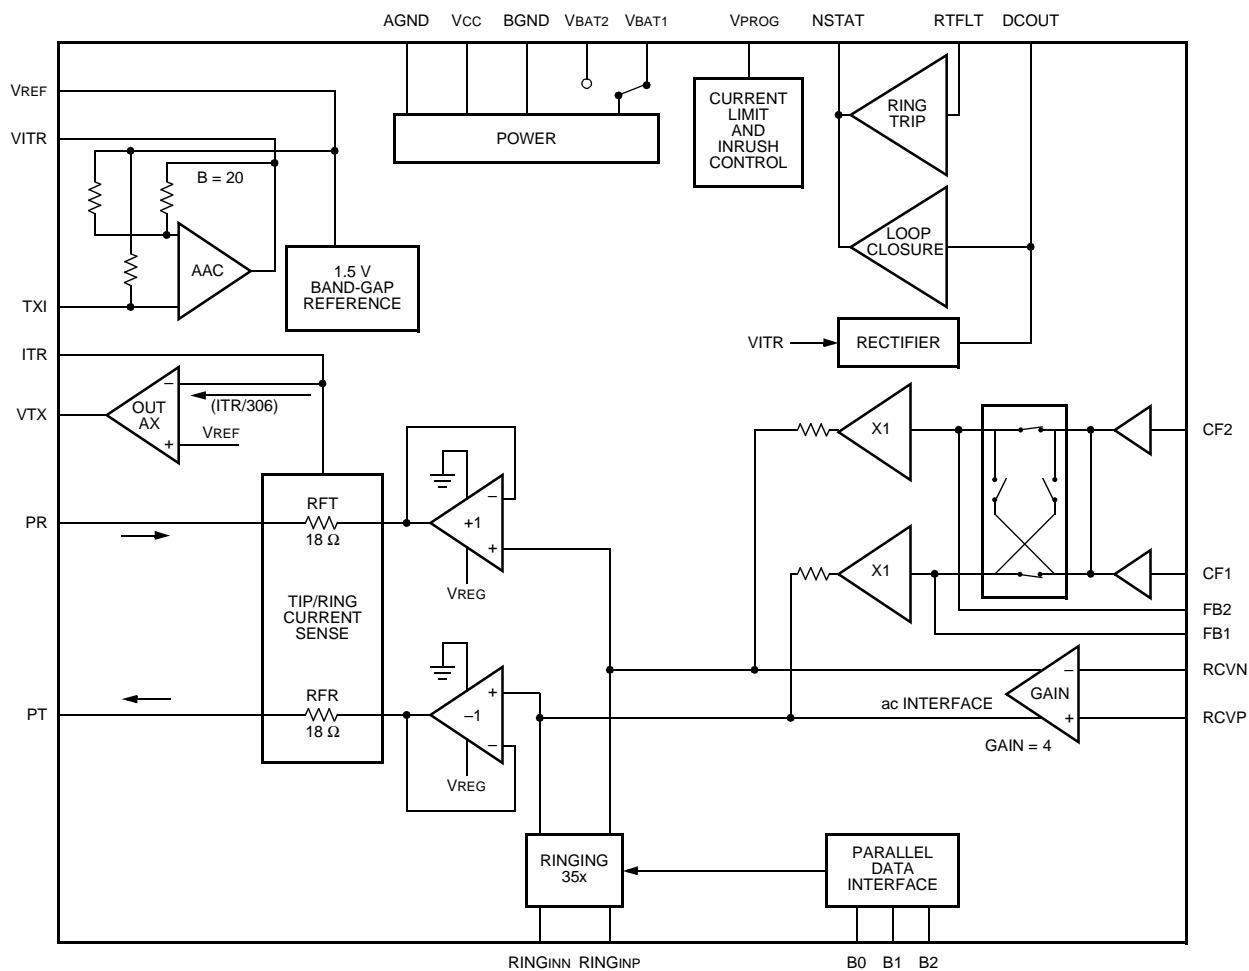 AGND VCC BGND VBAT2 VBAT1 VPROG NSTAT RTFLT DCOUT
VREF
VITR
B = 20
AAC
TXI
1.5 V
BAND-GAP
REFERENCE
POWER
CURRENT
LIMIT
AND
INRUSH
CONTROL
RING
TRIP
LOOP
CLOSURE
VITR
RECTIFIER
ITR
VTX
OUT
AX
–
+
(ITR/306)
VREF
PR
RFT
18 Ω
TIP/RING
CURRENT
SENSE
PT
RFR
18 Ω
–
+1
+
VREG
+
–1
–
VREG
X1
X1
CF2
CF1
FB2
FB1
RCVN
RCVP
–
GAIN
+
ac INTERFACE
GAIN = 4
RINGING
35x
PARALLEL
DATA
INTERFACE
RINGINN RINGINP B0 B1 B2